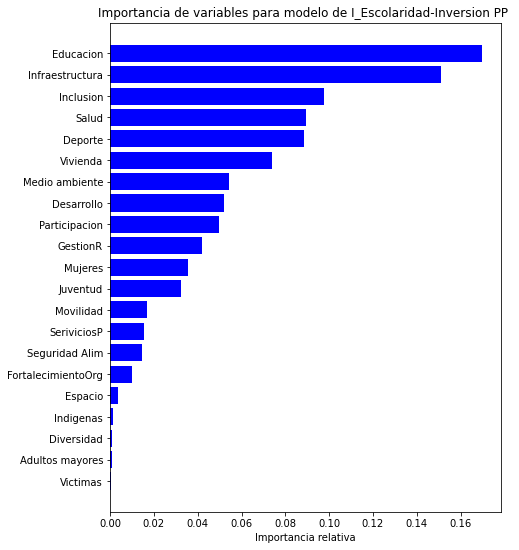 Importancia de variables para modelo de I_Escolaridad-Inversion PP
Educacion
Infraestructura
Inclusion
Salud
Deporte
Vivienda
Medio ambiente
Desarrollo
Participacion
GestionR
Mujeres
Juventud
Movilidad
SeriviciosP
Seguridad Alim
FortalecimientoOrg
Espacio
Indigenas
Diversidad
Adultos mayores
Victimas
0.00 0.02 0.04 0.06 0.08 0.10 0.12 0.14 0.16
Importancia relativa